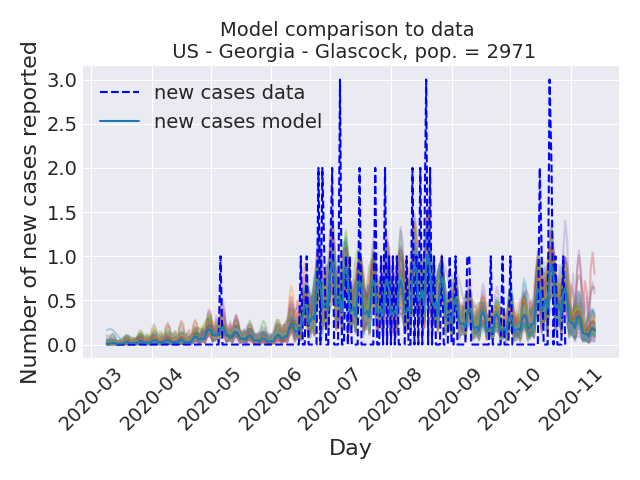 Model comparison to data
US - Georgia - Glascock, pop. = 2971
Number of new cases reported
3.0
2.5
2.0
1.5
1.0
0.5
0.0
new cases data
new cases model
2020-03
2020-04
2020-05
2020-06
2020-07
2020-08
2020-09
2020-10
2020-11
Day